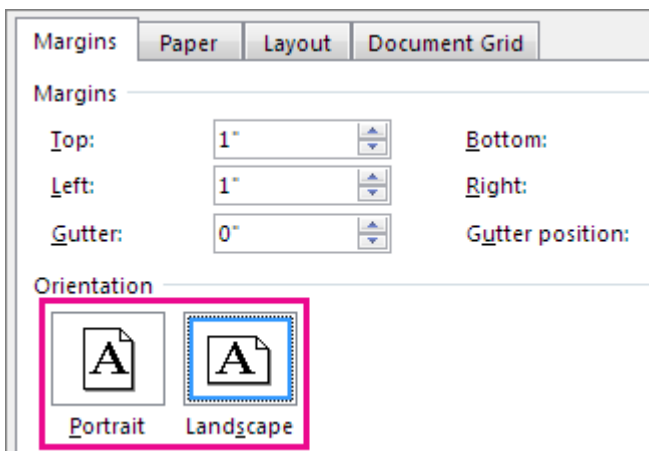 Margins Paper Layout Document Grid
Margins
Top: 1" Bottom:
Left: 1" Right:
Gutter: 0" Gutter position:
Orientation
A A
Portrait Landscape